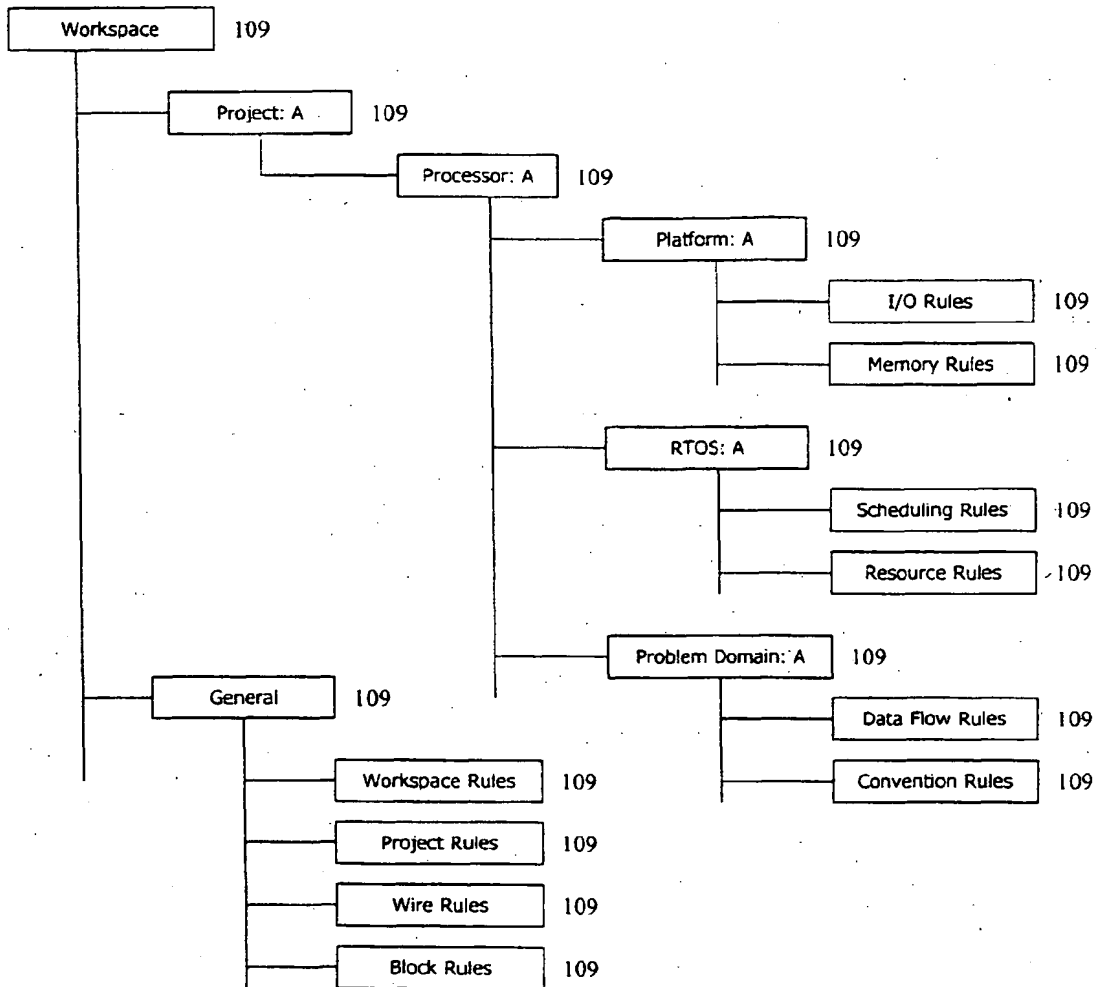 Workspace 109
Project: A 109
Processor: A 109
Platform: A 109
I/O Rules 109
Memory Rules 109
RTOS: A 109
Scheduling Rules 109
Resource Rules 109
Problem Domain: A 109
General 109
Data Flow Rules 109
Workspace Rules 109
Convention Rules 109
Project Rules 109
Wire Rules 109
Block Rules 109